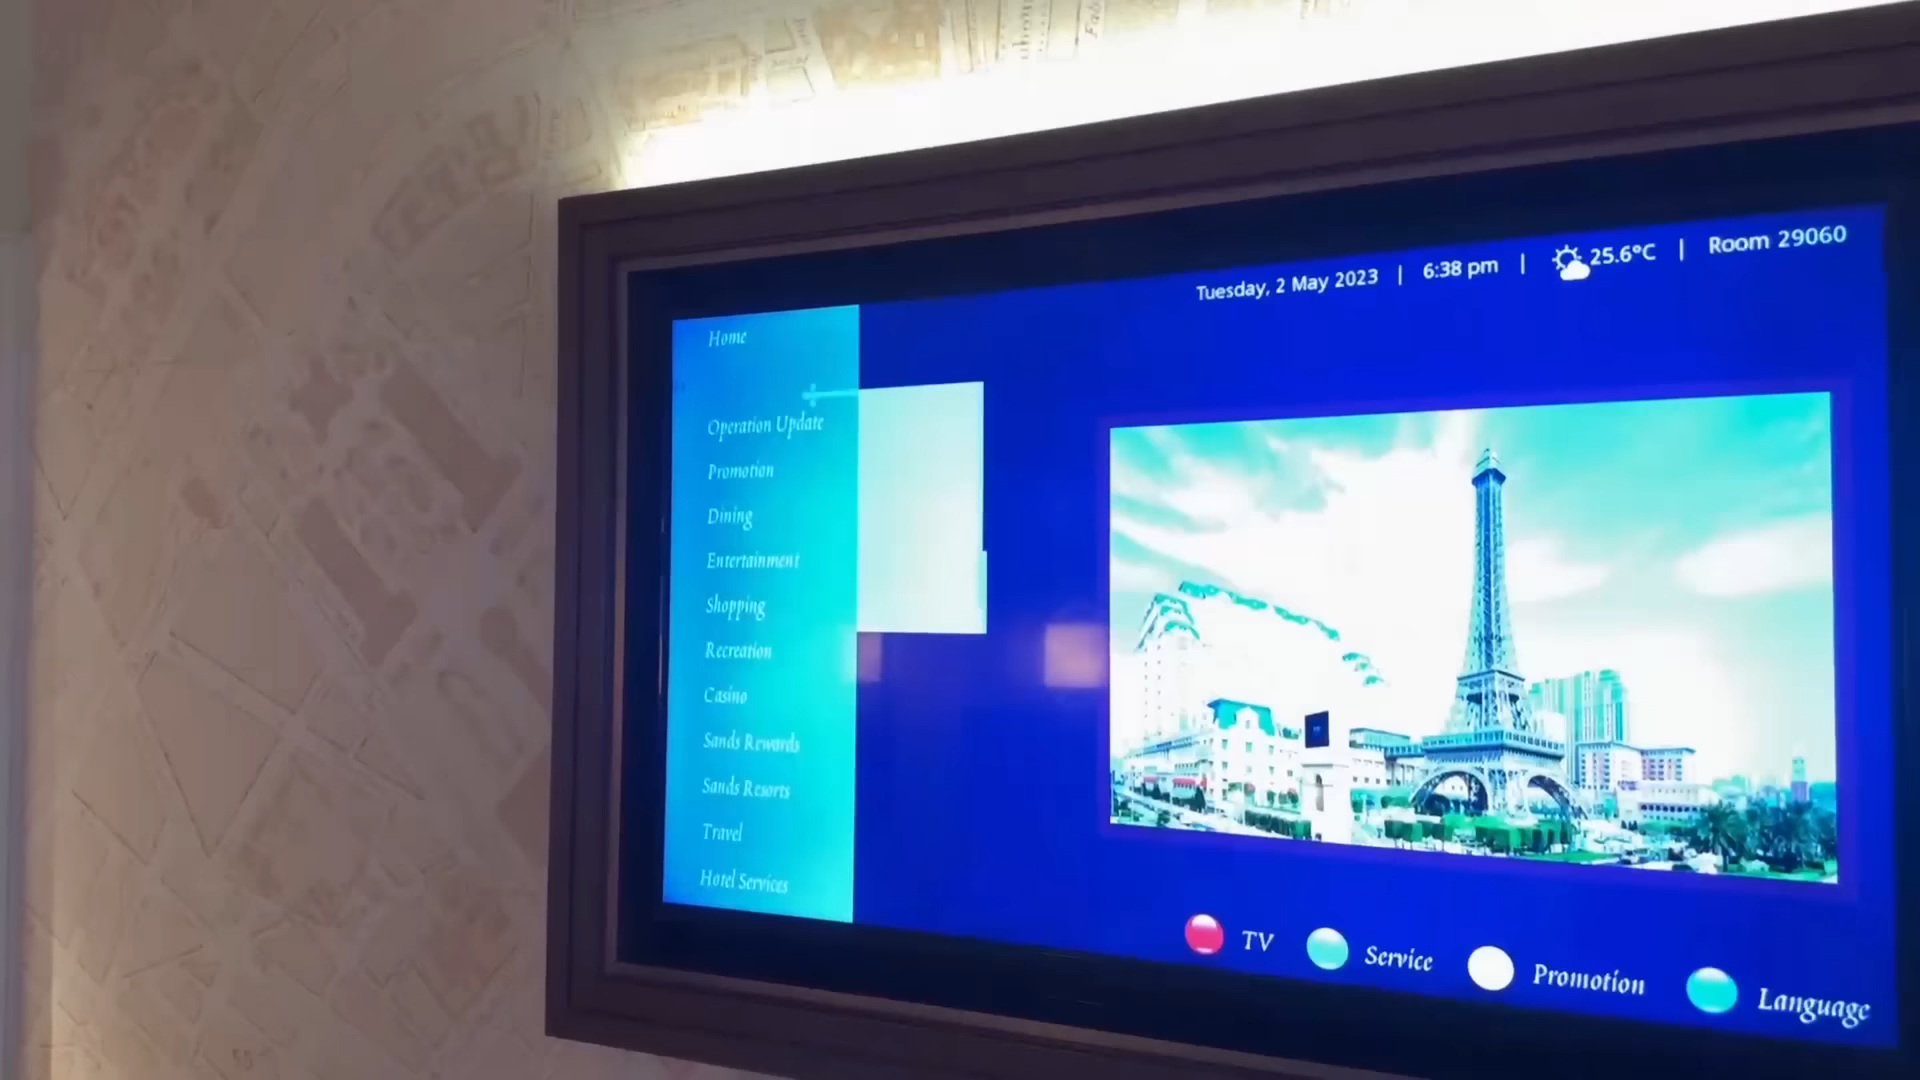 Tuesday, 2 May 2023 | 6:38 pm | 25.6°C | Room 29060
Home
Operation Update
Promotion
Dining
Entertainment
Shopping
Recreation
Casino
Sands Rewards
Sands Resorts
Travel
Hotel Services
TV
Service
Promotion
Language